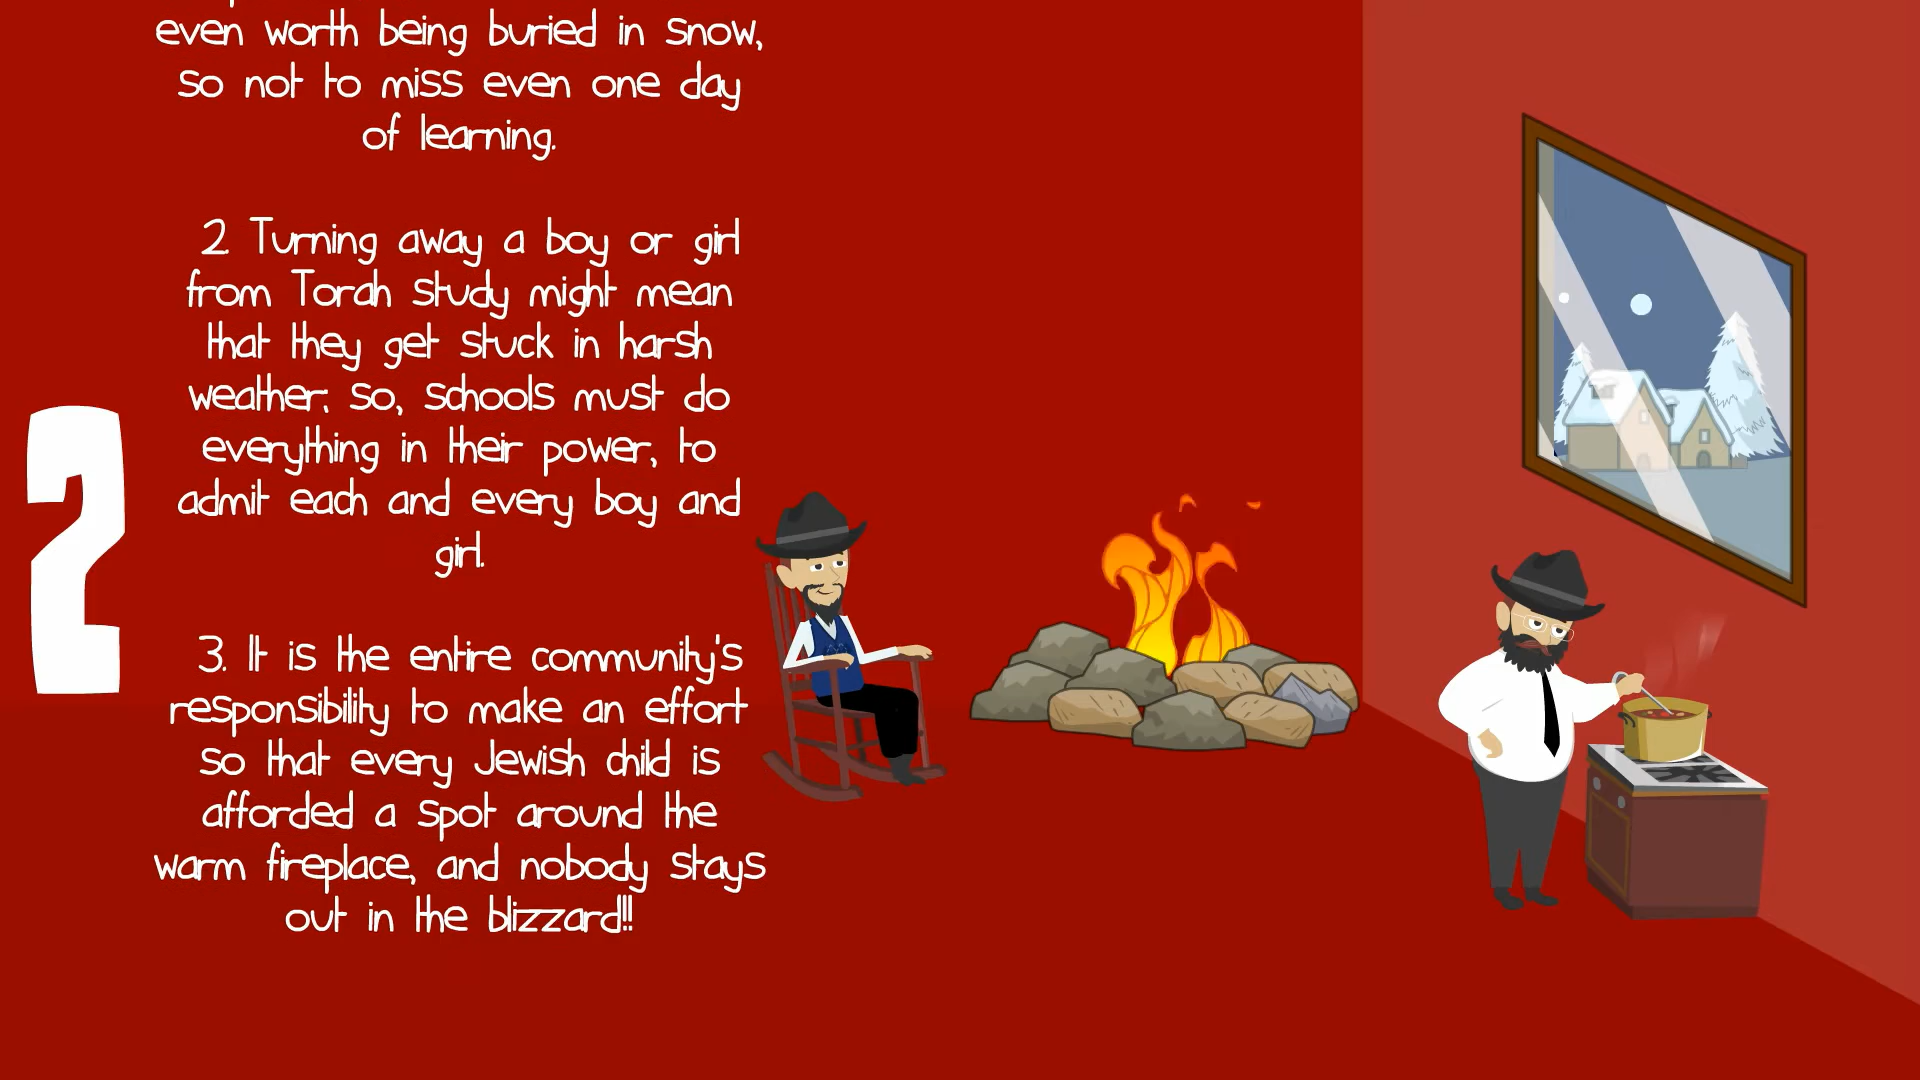 even worth being buried in snow,
so not to miss even one day
of learning.
2. Turning away a boy or girl
from Torah study might mean
that they get stuck in harsh
weather; so, schools must do
everything in their power, to
admit each and every boy and
girl.
3. It is the entire community's
responsibility to make an effort
so that every Jewish child is
afforded a spot around the
warm fireplace, and nobody stays
out in the blizzard!!
2